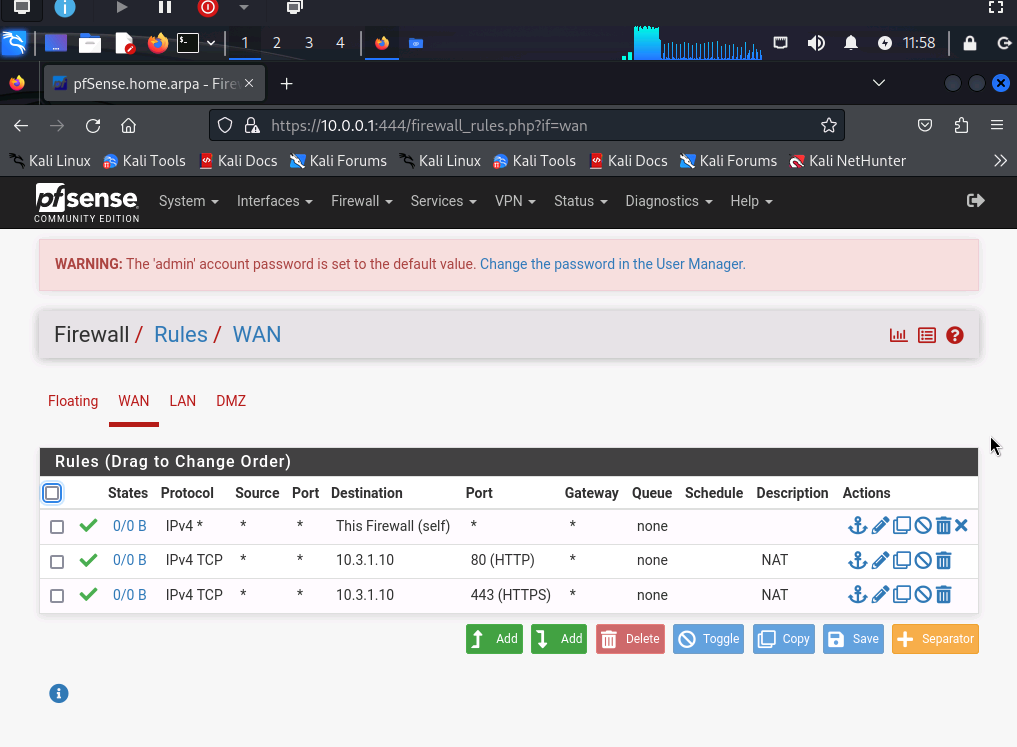 1 2 3 4 11:58
pfSense.home.arpa - Fire
https://10.0.0.1:444/firewall_rules.php?if=wan
Kali Linux Kali Tools Kali Docs Kali Forums Kali Linux Kali Tools Kali Docs Kali Forums Kali NetHunter
pfsense COMMUNITY EDITION System Interfaces Firewall Services VPN Status Diagnostics Help
WARNING: The 'admin' account password is set to the default value. Change the password in the User Manager.
Firewall / Rules / WAN
Floating WAN LAN DMZ
Rules (Drag to Change Order)
States Protocol Source Port Destination Port Gateway Queue Schedule Description Actions
0/0 B IPv4 * * * This Firewall (self) * * none
0/0 B IPv4 TCP * * 10.3.1.10 80 (HTTP) * none NAT
0/0 B IPv4 TCP * * 10.3.1.10 443 (HTTPS) * none NAT
Add Add Delete Toggle Copy Save Separator